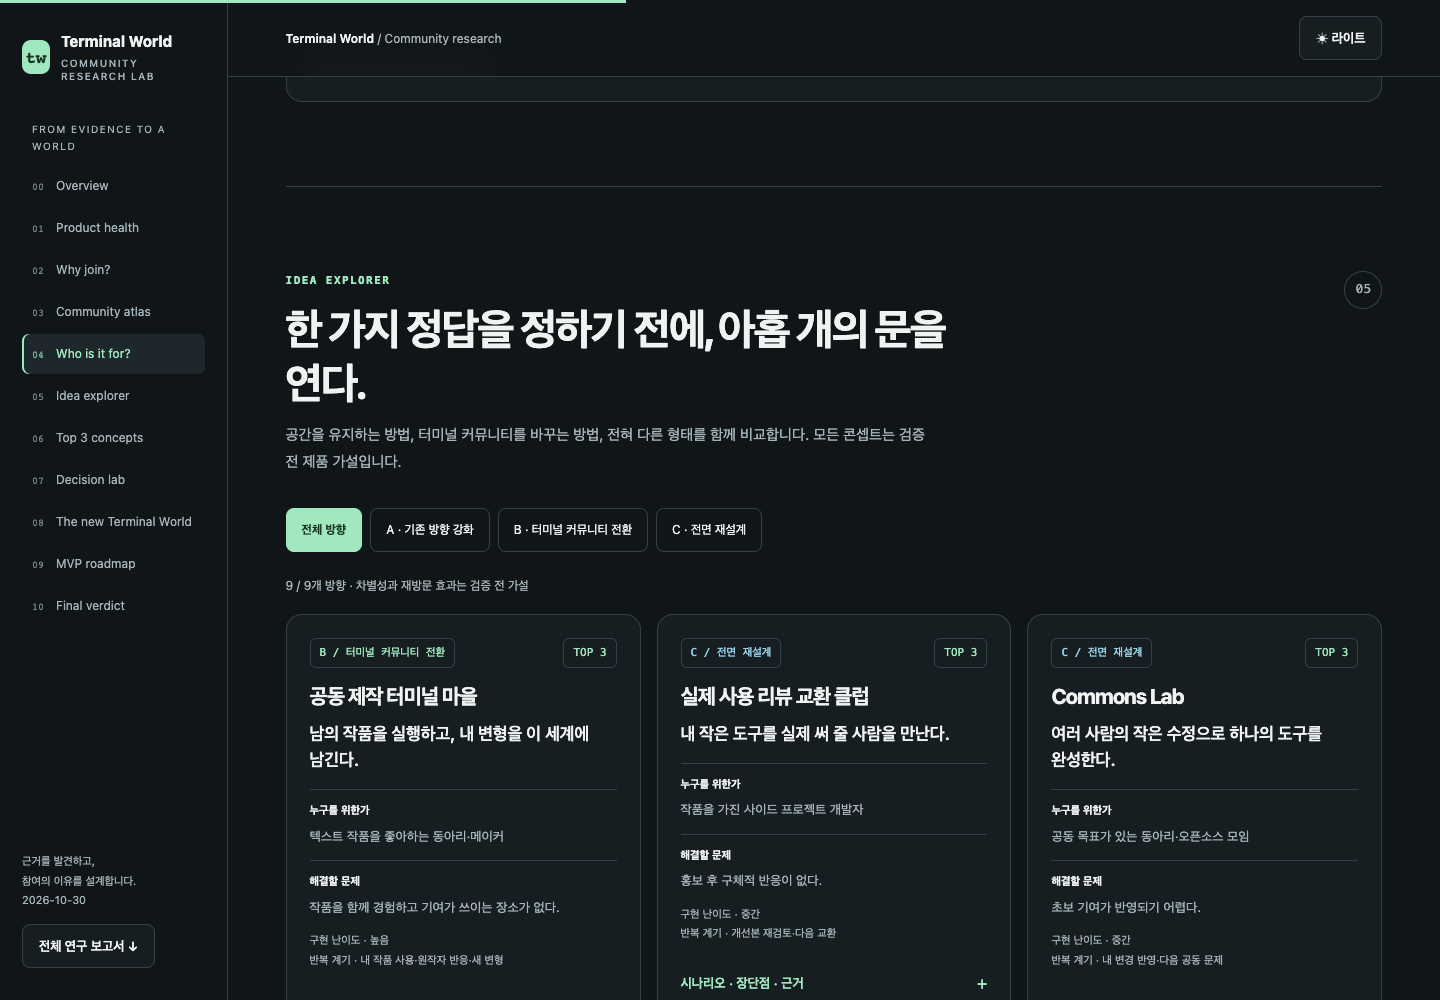 tw
Terminal World
COMMUNITY
RESEARCH LAB
FROM EVIDENCE TO A
WORLD
00 Overview
01 Product health
02 Why join?
03 Community atlas
04 Who is it for?
05 Idea explorer
06 Top 3 concepts
07 Decision lab
08 The new Terminal World
09 MVP roadmap
10 Final verdict
근거를 발견하고,
참여의 이유를 설계합니다.
2026-10-30
전체 연구 보고서 ↓
Terminal World / Community research
☀ 라이트
IDEA EXPLORER
05
한 가지 정답을 정하기 전에, 아홉 개의 문을
연다.
공간을 유지하는 방법, 터미널 커뮤니티를 바꾸는 방법, 전혀 다른 형태를 함께 비교합니다. 모든 콘셉트는 검증
전 제품 가설입니다.
전체 방향
A · 기존 방향 강화
B · 터미널 커뮤니티 전환
C · 전면 재설계
9 / 9개 방향 · 차별성과 재방문 효과는 검증 전 가설
B / 터미널 커뮤니티 전환
TOP 3
공동 제작 터미널 마을
남의 작품을 실행하고, 내 변형을 이 세계에
남긴다.
누구를 위한가
텍스트 작품을 좋아하는 동아리·메이커
해결할 문제
작품을 함께 경험하고 기여가 쓰이는 장소가 없다.
구현 난이도 · 높음
반복 계기 · 내 작품 사용·원작자 반응·새 변형
C / 전면 재설계
TOP 3
실제 사용 리뷰 교환 클럽
내 작은 도구를 실제 써 줄 사람을 만난다.
누구를 위한가
작품을 가진 사이드 프로젝트 개발자
해결할 문제
홍보 후 구체적 반응이 없다.
구현 난이도 · 중간
반복 계기 · 개선본 재검토·다음 교환
시나리오 · 장단점 · 근거 +
C / 전면 재설계
TOP 3
Commons Lab
여러 사람의 작은 수정으로 하나의 도구를
완성한다.
누구를 위한가
공동 목표가 있는 동아리·오픈소스 모임
해결할 문제
초보 기여가 반영되기 어렵다.
구현 난이도 · 중간
반복 계기 · 내 변경 반영·다음 공동 문제